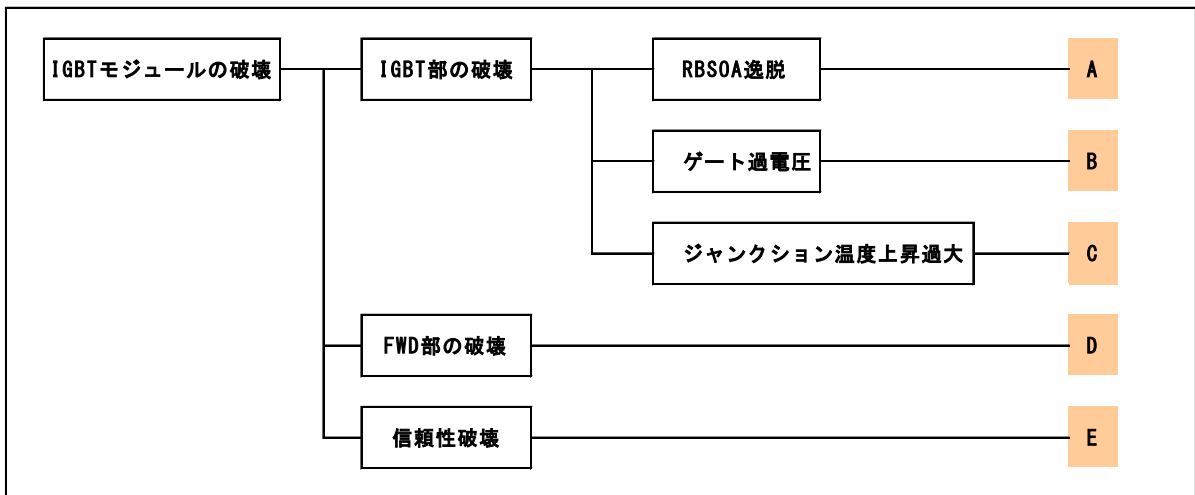 IGBTモジュールの破壊
IGBT部の破壊
RBSOA逸脱
A
ゲート過電圧
B
ジャンクション温度上昇過大
C
FWD部の破壊
D
信頼性破壊
E